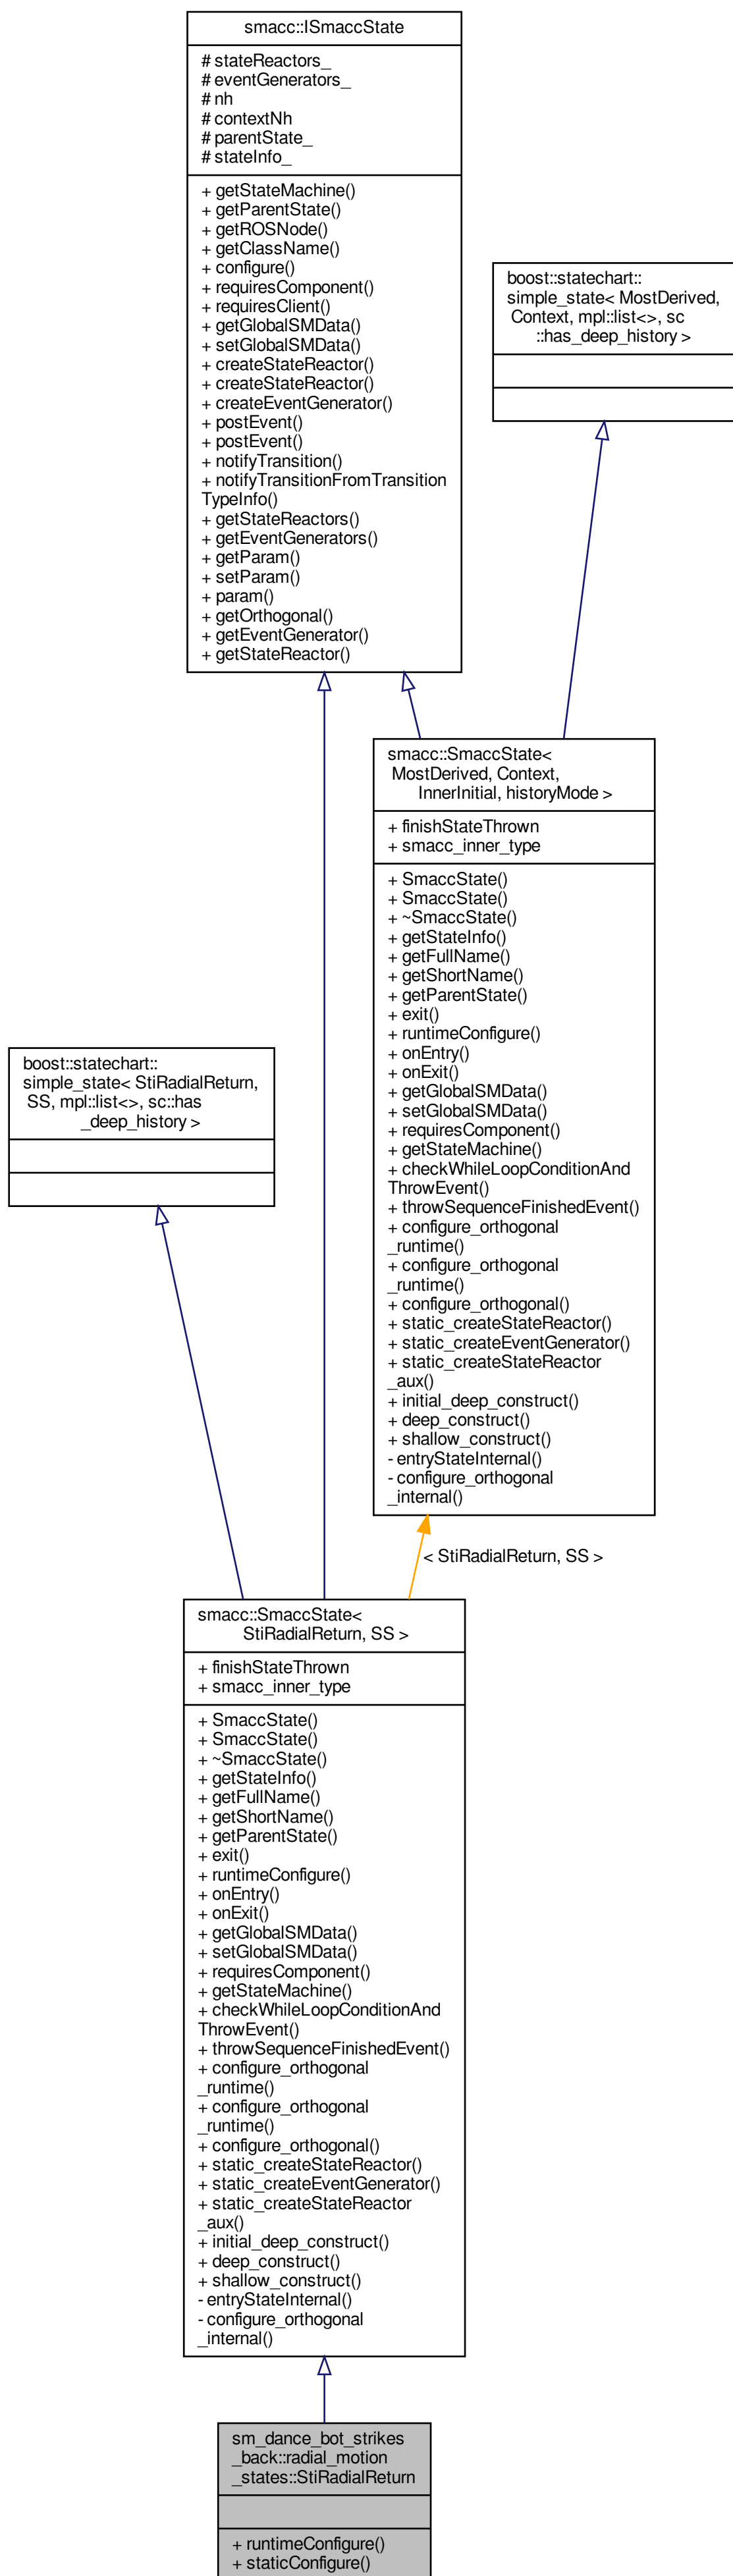 smacc::ISmaccState
# stateReactors_
# eventGenerators_
# nh
# contextNh
# parentState_
# stateInfo_
+ getStateMachine()
+ getParentState()
+ getROSNode()
+ getClassName()
+ configure()
+ requiresComponent()
+ requiresClient()
+ getGlobalSMData()
+ setGlobalSMData()
+ createStateReactor()
+ createStateReactor()
+ createEventGenerator()
+ postEvent()
+ postEvent()
+ notifyTransition()
+ notifyTransitionFromTransition
TypeInfo()
+ getStateReactors()
+ getEventGenerators()
+ getParam()
+ setParam()
+ param()
+ getOrthogonal()
+ getEventGenerator()
+ getStateReactor()
boost::statechart::
simple_state< MostDerived,
Context, mpl::list<>, sc
::has_deep_history >
smacc::SmaccState<
MostDerived, Context,
InnerInitial, historyMode >
+ finishStateThrown
+ smacc_inner_type
+ SmaccState()
+ SmaccState()
+ ~SmaccState()
+ getStateInfo()
+ getFullName()
+ getShortName()
+ getParentState()
+ exit()
+ runtimeConfigure()
+ onEntry()
+ onExit()
+ getGlobalSMData()
+ setGlobalSMData()
+ requiresComponent()
+ getStateMachine()
+ checkWhileLoopConditionAnd
ThrowEvent()
+ throwSequenceFinishedEvent()
+ configure_orthogonal
_runtime()
+ configure_orthogonal
_runtime()
+ configure_orthogonal()
+ static_createStateReactor()
+ static_createEventGenerator()
+ static_createStateReactor
_aux()
+ initial_deep_construct()
+ deep_construct()
+ shallow_construct()
- entryStateInternal()
- configure_orthogonal
_internal()
boost::statechart::
simple_state< StiRadialReturn,
SS, mpl::list<>, sc::has
_deep_history >
< StiRadialReturn, SS >
smacc::SmaccState<
StiRadialReturn, SS >
+ finishStateThrown
+ smacc_inner_type
+ SmaccState()
+ SmaccState()
+ ~SmaccState()
+ getStateInfo()
+ getFullName()
+ getShortName()
+ getParentState()
+ exit()
+ runtimeConfigure()
+ onEntry()
+ onExit()
+ getGlobalSMData()
+ setGlobalSMData()
+ requiresComponent()
+ getStateMachine()
+ checkWhileLoopConditionAnd
ThrowEvent()
+ throwSequenceFinishedEvent()
+ configure_orthogonal
_runtime()
+ configure_orthogonal
_runtime()
+ configure_orthogonal()
+ static_createStateReactor()
+ static_createEventGenerator()
+ static_createStateReactor
_aux()
+ initial_deep_construct()
+ deep_construct()
+ shallow_construct()
- entryStateInternal()
- configure_orthogonal
_internal()
sm_dance_bot_strikes
_back::radial_motion
_states::StiRadialReturn
+ runtimeConfigure()
+ staticConfigure()